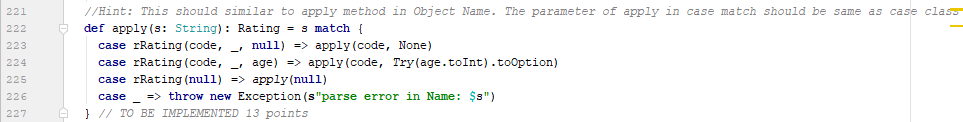 221 //Hint: This should similar to apply method in Object Name. The parameter of apply in case match should be same as case class
222 def apply(s: String): Rating = s match {
223 case rRating(code, _, null) => apply(code, None)
224 case rRating(code, _, age) => apply(code, Try(age.toInt).toOption)
225 case rRating(null) => apply(null)
226 case _ => throw new Exception(s"parse error in Name: $s")
227 } // TO BE IMPLEMENTED 13 points